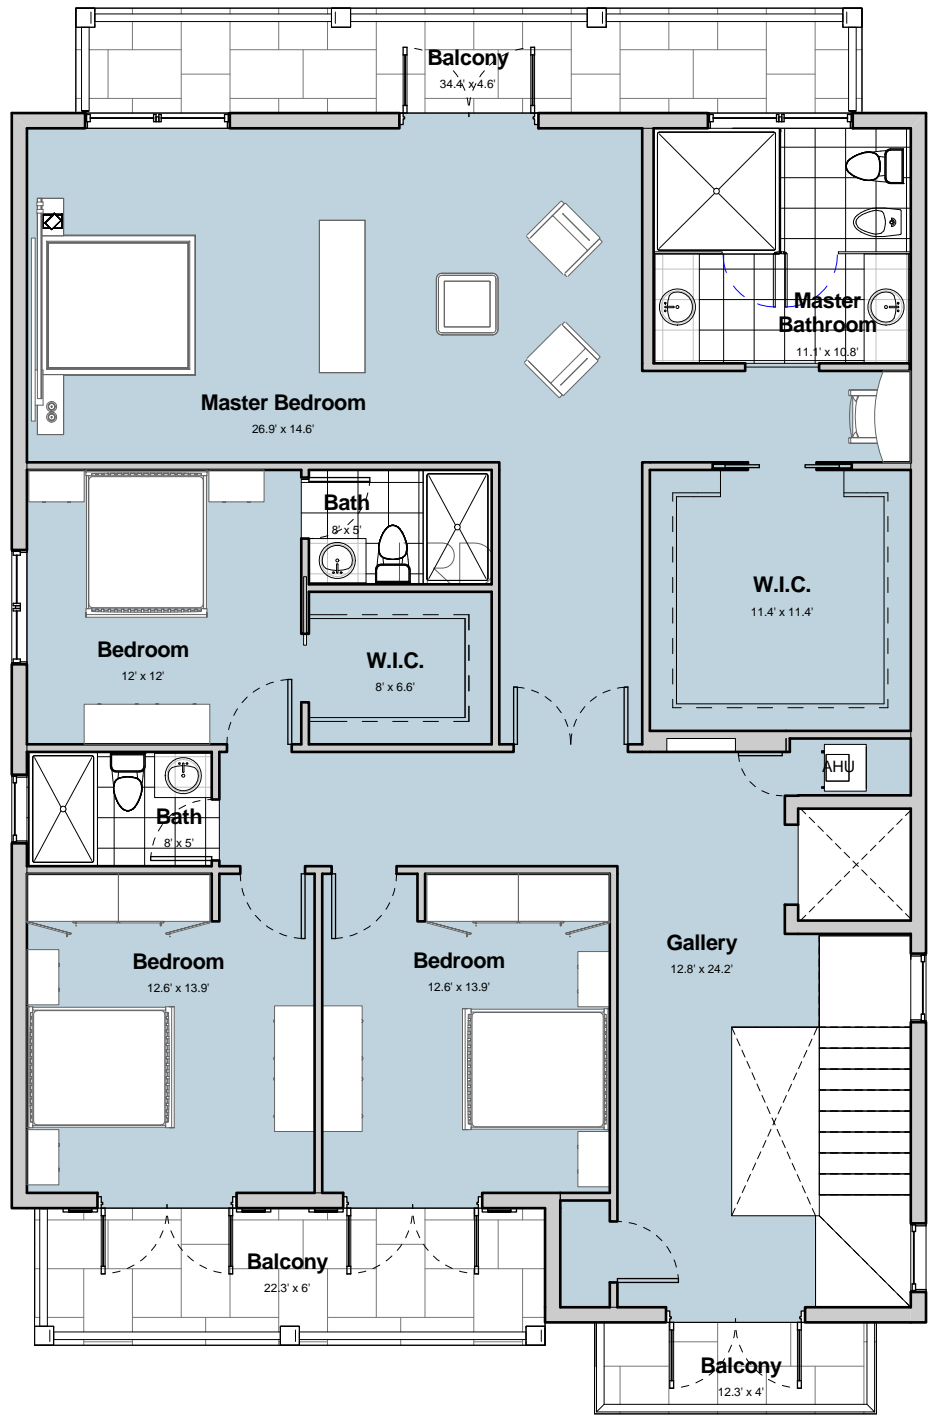 Balcony
34.4' x 4.6'
Master
Bathroom
11.1' x 10.8'
Master Bedroom
26.9' x 14.6'
Bath
8' x 5'
W.I.C.
11.4' x 11.4'
Bedroom
12' x 12'
W.I.C.
8' x 6.6'
AHU
Bath
8' x 5'
Gallery
12.8' x 24.2'
Bedroom
12.6' x 13.9'
Bedroom
12.6' x 13.9'
Balcony
22.3' x 6'
Balcony
12.3' x 4'